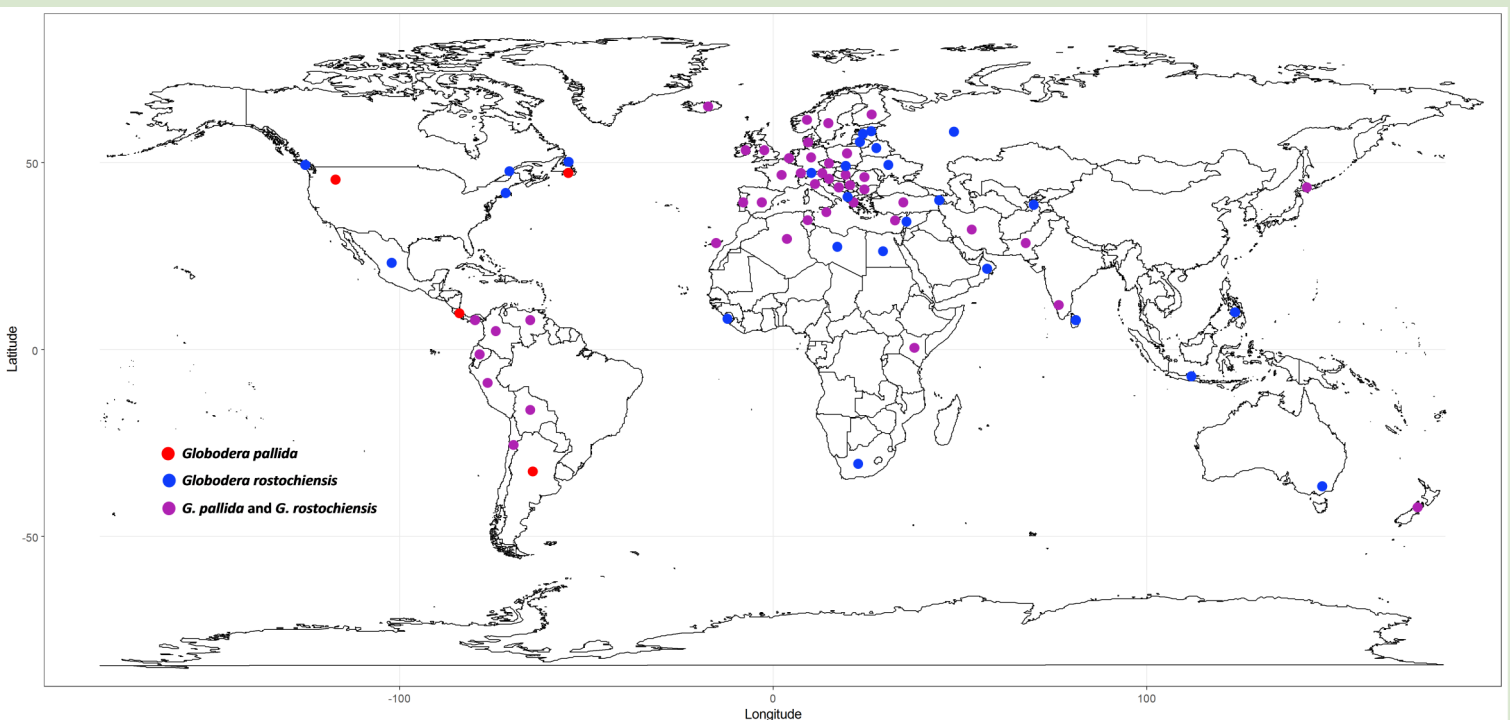 50
0
-50
Latitude
Globodera pallida
Globodera rostochiensis
G. pallida and G. rostochiensis
-100
0
100
Longitude